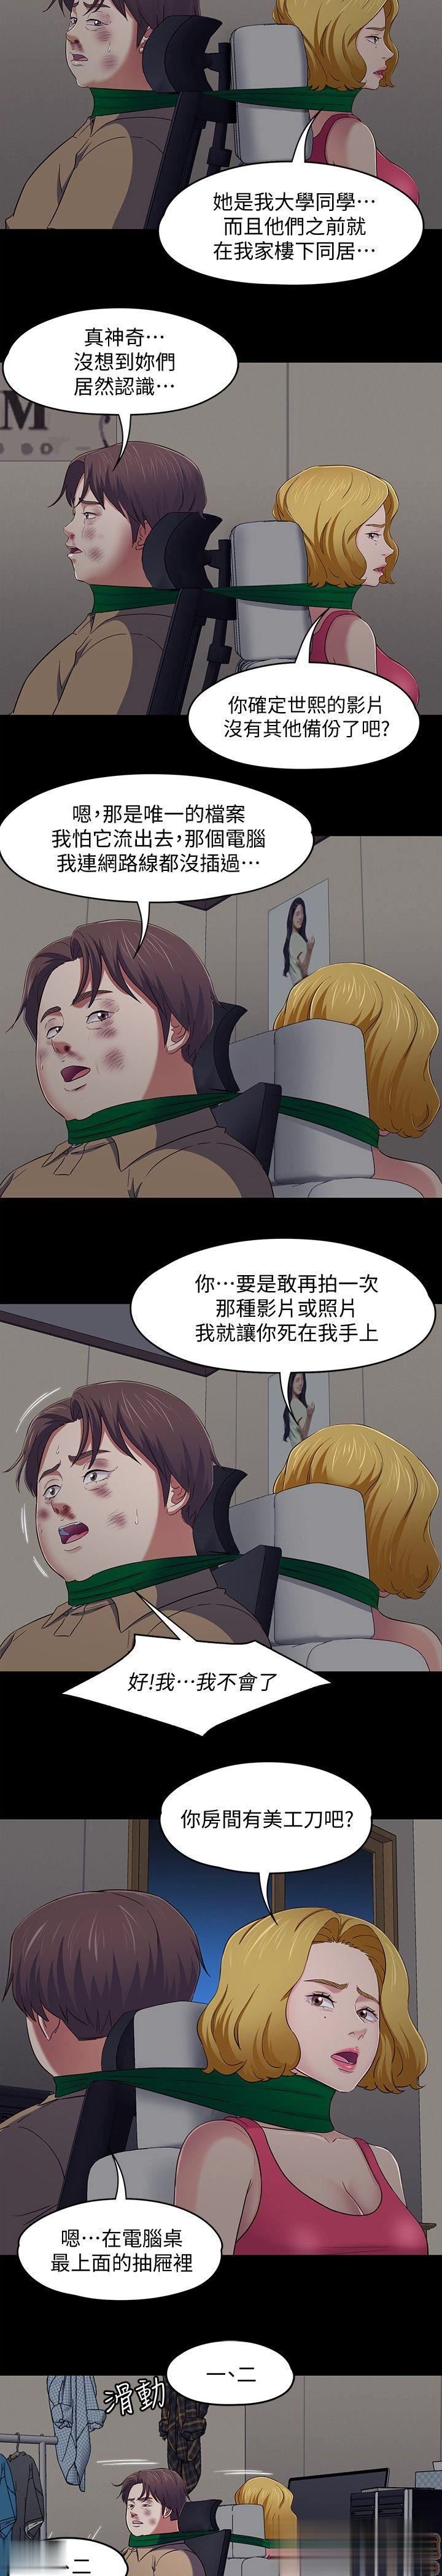 她是我大學同學⋯
而且他們之前就
在我家樓下同居⋯
真神奇⋯
沒想到妳們
居然認識⋯
M
你確定世熙的影片
沒有其他備份了吧?
嗯,那是唯一的檔案
我怕它流出去,那個電腦
我連網路線都沒插過⋯
你⋯要是敢再拍一次
那種影片或照片
我就讓你死在我手上
好!我⋯我不會了
你房間有美工刀吧?
嗯⋯在電腦桌
最上面的抽屜裡
一、二
滑動
、二